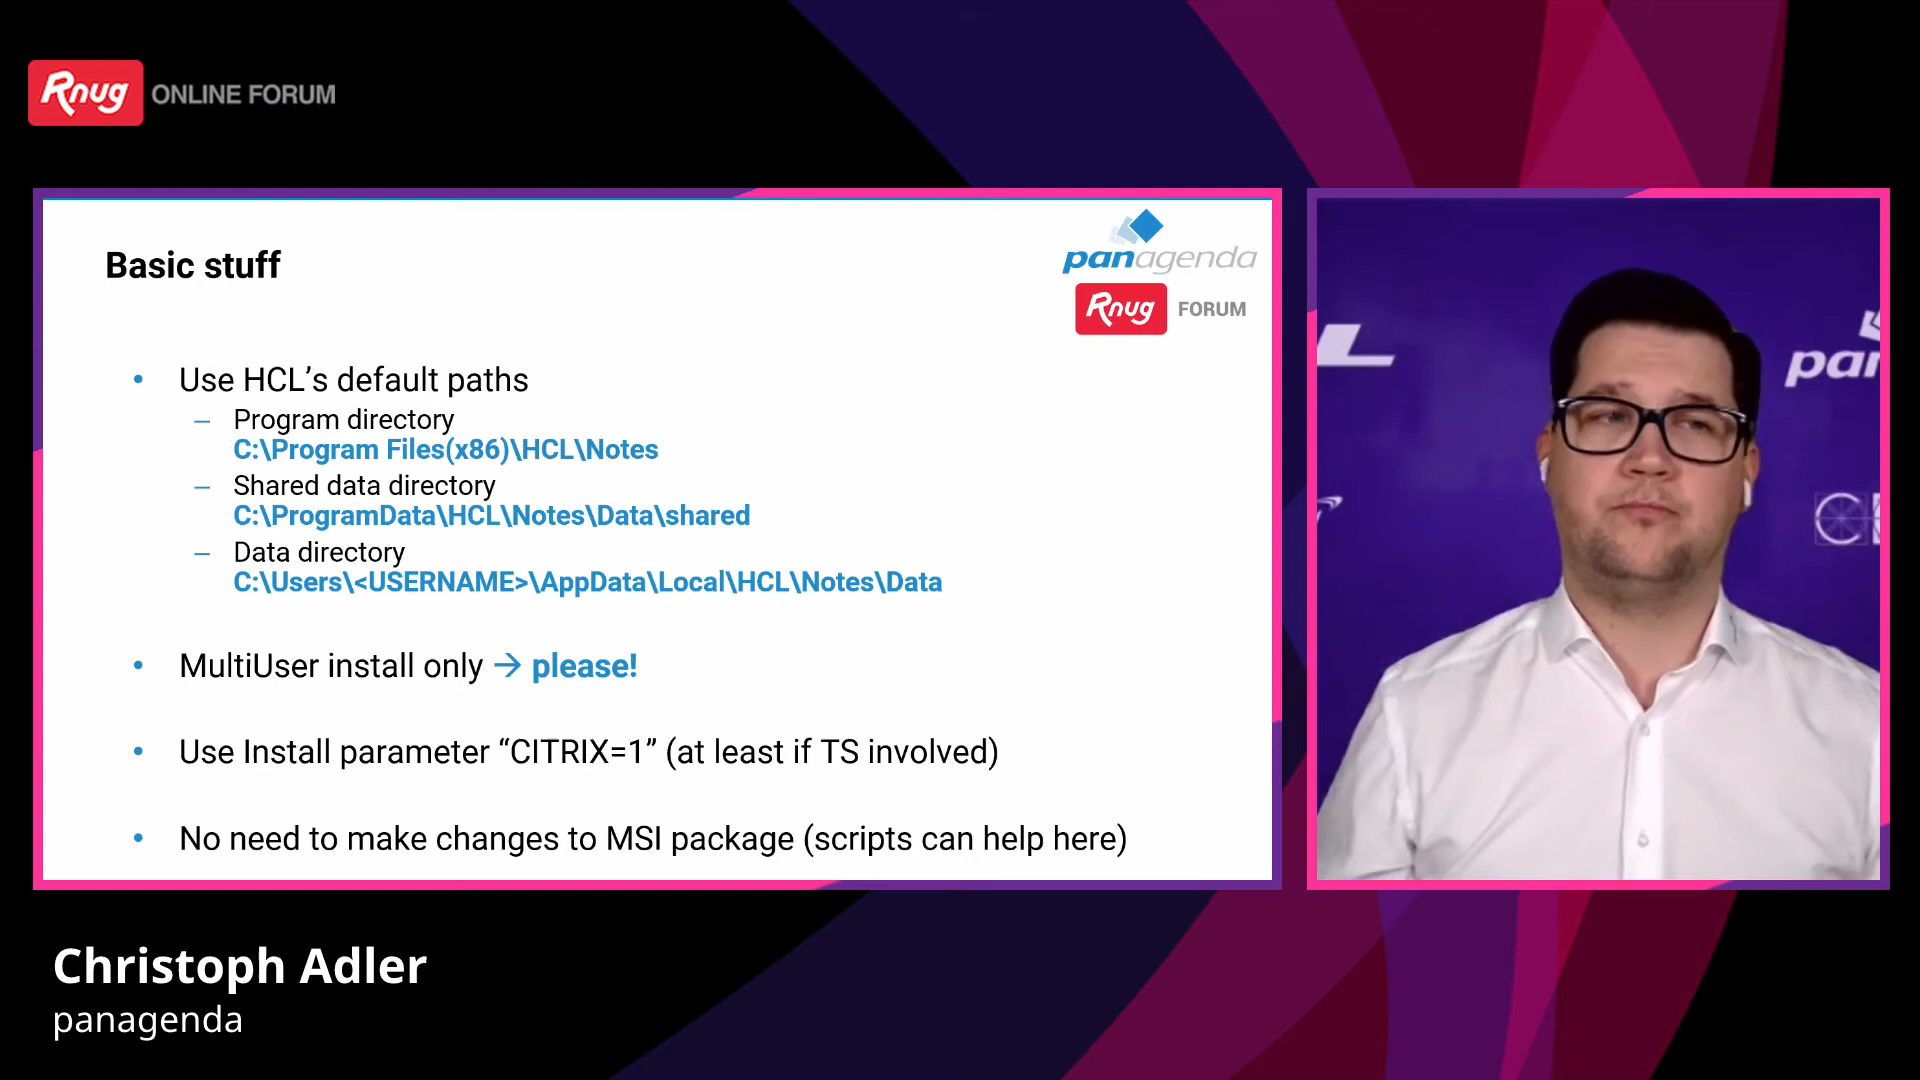 Rnug ONLINE FORUM
Basic stuff
panagenda
Rnug FORUM
• Use HCL’s default paths
– Program directory
C:\Program Files(x86)\HCL\Notes
– Shared data directory
C:\ProgramData\HCL\Notes\Data\shared
– Data directory
C:\Users\<USERNAME>\AppData\Local\HCL\Notes\Data
• MultiUser install only → please!
• Use Install parameter “CITRIX=1” (at least if TS involved)
• No need to make changes to MSI package (scripts can help here)
Christoph Adler
panagenda